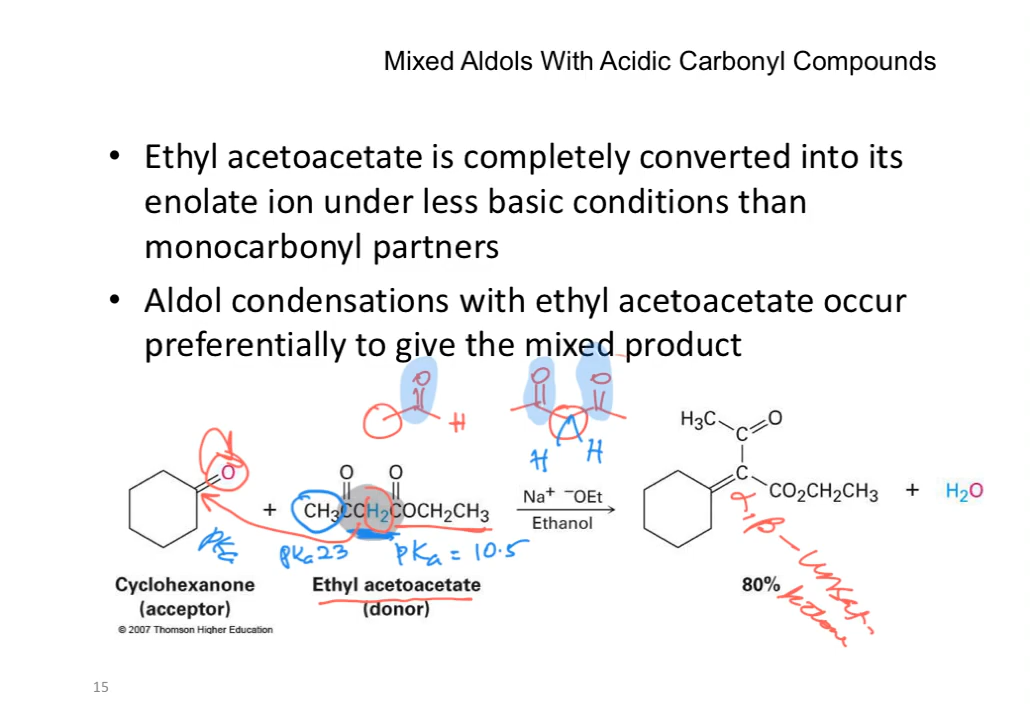 Mixed Aldols With Acidic Carbonyl Compounds
• Ethyl acetoacetate is completely converted into its
enolate ion under less basic conditions than
monocarbonyl partners
• Aldol condensations with ethyl acetoacetate occur
preferentially to give the mixed product
O
H
O
O
H
H
O
+
O O
CH3CCH2COCH2CH3
Na+ –OEt
Ethanol
H3C
C
O
C
CO2CH2CH3
+
H2O
pKa
pKa 23
pKa = 10.5
α,β – unsat.
ketone
Cyclohexanone
(acceptor)
Ethyl acetoacetate
(donor)
80%
© 2007 Thomson Higher Education
15